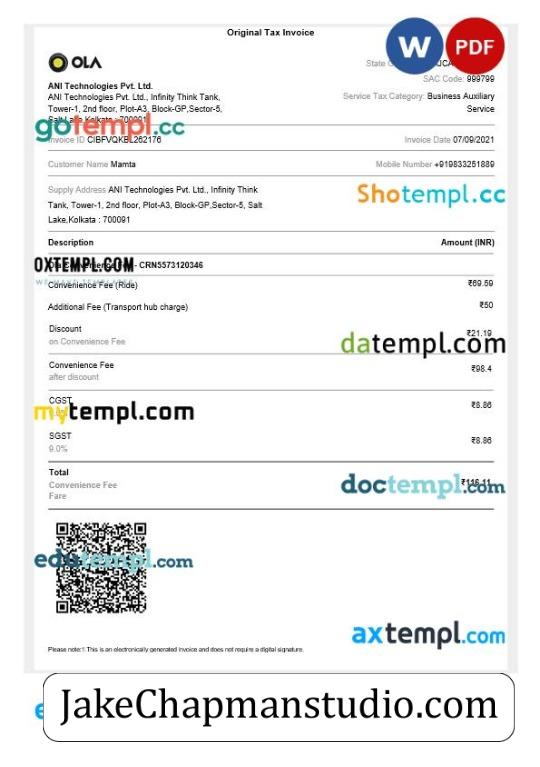 Original Tax Invoice
W PDF
OLA
State
SAC Code: 999799
ANI Technologies Pvt. Ltd.
ANI Technologies Pvt. Ltd., Infinity Think Tank,
Tower-1, 2nd floor, Plot-A3, Block-GP,Sector-5,
Salt Lake,Kolkata : 700091
Service Tax Category: Business Auxiliary
Service
gotempl.cc
Invoice ID CIBFVQKBL262176
Invoice Date 07/09/2021
Customer Name Mamta
Mobile Number +919833251889
Supply Address ANI Technologies Pvt. Ltd., Infinity Think
Tank, Tower-1, 2nd floor, Plot-A3, Block-GP,Sector-5, Salt
Lake,Kolkata : 700091
Shotempl.cc
Description Amount (INR)
OXTEMPL.COM
Ola Convenience Fee - CRN5573120346
Convenience Fee (Ride) ₹69.59
Additional Fee (Transport hub charge) ₹50
Discount ₹21.19
on Convenience Fee
datempl.com
Convenience Fee ₹98.4
after discount
CGST ₹8.86
mytempl.com
SGST ₹8.86
9.0%
Total ₹116.11
Convenience Fee
Fare
doctempl.com
edutempl.com
axtempl.com
Please note:1.This is an electronically generated invoice and does not require a digital signature.
JakeChapmanstudio.com